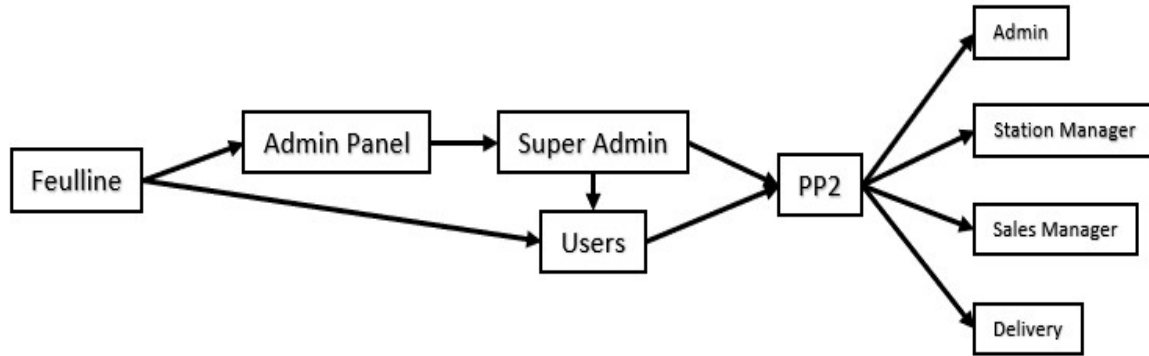 Feulline
Admin Panel
Super Admin
Users
PP2
Admin
Station Manager
Sales Manager
Delivery